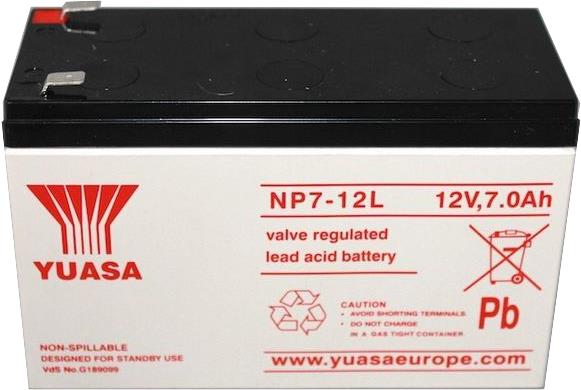 YUASA
NP7-12L 12V,7.0Ah
valve regulated
lead acid battery
CAUTION
• AVOID SHORTING TERMINALS
• DO NOT CHARGE
IN A GAS TIGHT CONTAINER.
Pb
NON-SPILLABLE
DESIGNED FOR STANDBY USE
VdS No.G189099
www.yuasaeurope.com